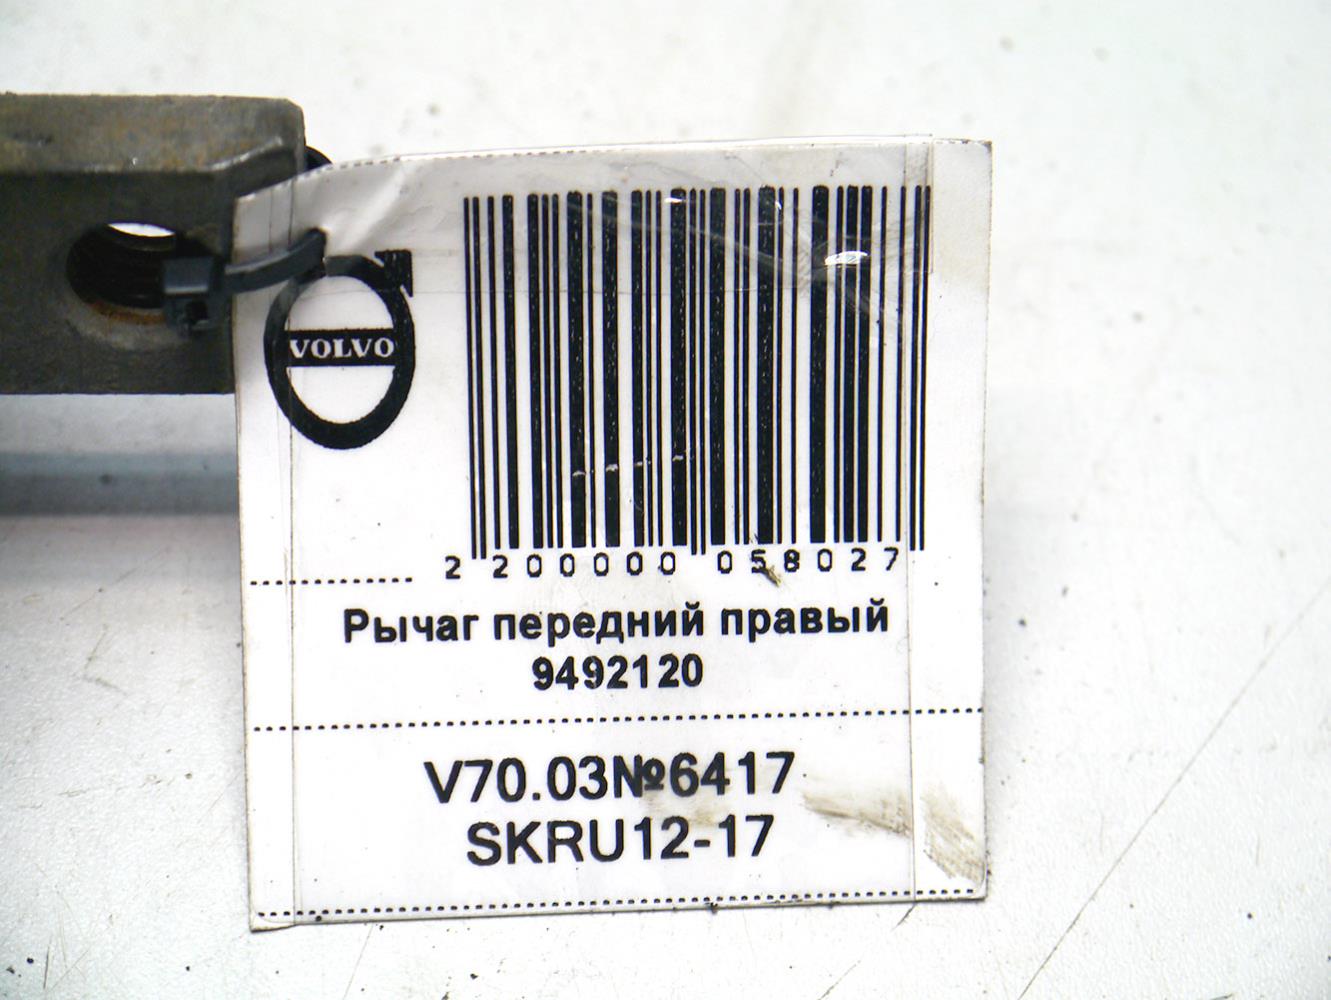 VOLVO
2 200000 058027
Рычаг передний правый
9492120
V70.03№6417
SKRU12-17